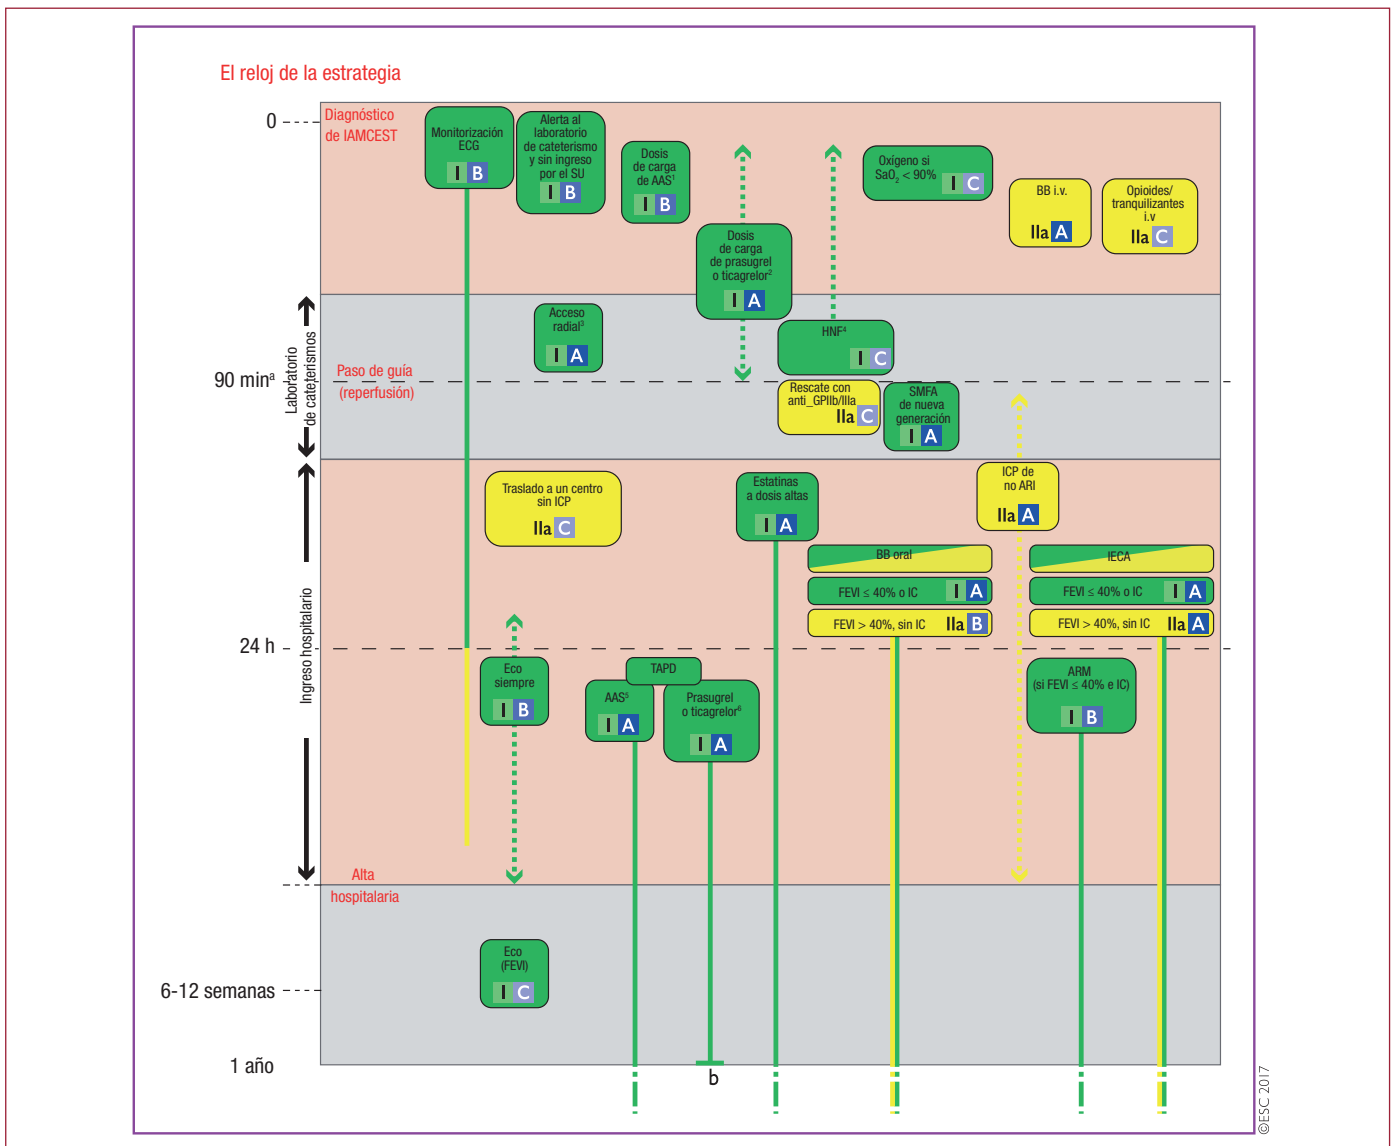 El reloj de la estrategia
0
Diagnóstico
de IAMCEST
Monitorización
ECG
I B
Alerta al
laboratorio
de cateterismo
y sin ingreso
por el SU
I B
Dosis
de carga
de AAS1
I B
Dosis
de carga
de prasugrel
o ticagrelor2
I A
Oxígeno si
SaO2 < 90%
I C
BB i.v.
IIa A
Opioides/
tranquilizantes
i.v
IIa C
Laboratorio
de cateterismos
Acceso
radial3
I A
HNF4
I C
90 mina
Paso de guía
(reperfusión)
Rescate con
anti_GPIIb/IIIa
IIa C
SMFA
de nueva
generación
I A
Ingreso hospitalario
Traslado a un centro
sin ICP
IIa C
Estatinas
a dosis altas
I A
ICP de
no ARI
IIa A
BB oral
FEVI ≤ 40% o IC I A
FEVI > 40%, sin IC IIa B
IECA
FEVI ≤ 40% o IC I A
FEVI > 40%, sin IC IIa A
24 h
Eco
siempre
I B
TAPD
AAS5
I A
Prasugrel
o ticagrelor6
I A
ARM
(si FEVI ≤ 40% e IC)
I B
Alta
hospitalaria
Eco
(FEVI)
I C
6-12 semanas
1 año
b
©ESC 2017